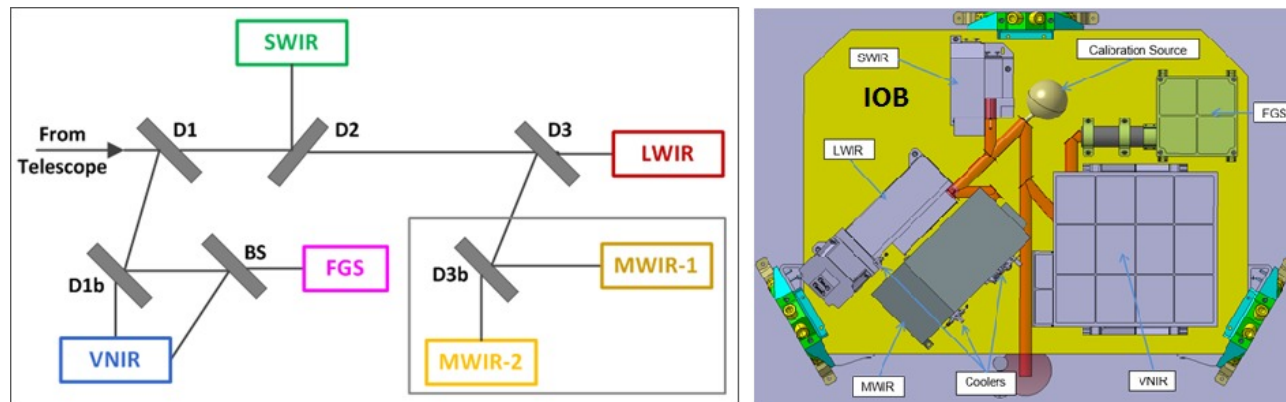 SWIR
From
Telescope
D1
D2
D3
LWIR
D1b
BS
FGS
D3b
MWIR-1
VNIR
MWIR-2
SWIR
Calibration Source
IOB
FGS
LWIR
MWIR
Coolers
VNIR